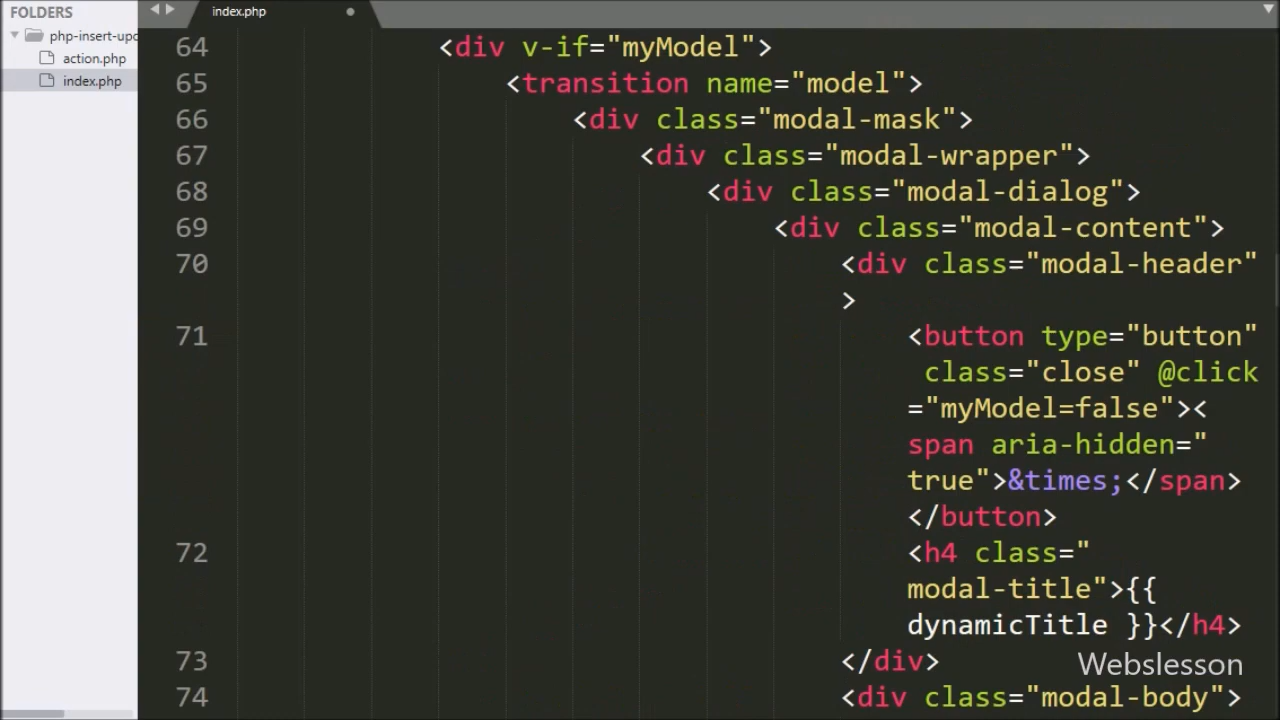 FOLDERS
index.php
php-insert-upd
action.php
index.php
64 <div v-if="myModel">
65 <transition name="model">
66 <div class="modal-mask">
67 <div class="modal-wrapper">
68 <div class="modal-dialog">
69 <div class="modal-content">
70 <div class="modal-header"
>
71 <button type="button"
class="close" @click
="myModel=false"><
span aria-hidden="
true">&times;</span>
</button>
72 <h4 class="
modal-title">{{
dynamicTitle }}</h4>
73 </div>
Webslesson
74 <div class="modal-body">